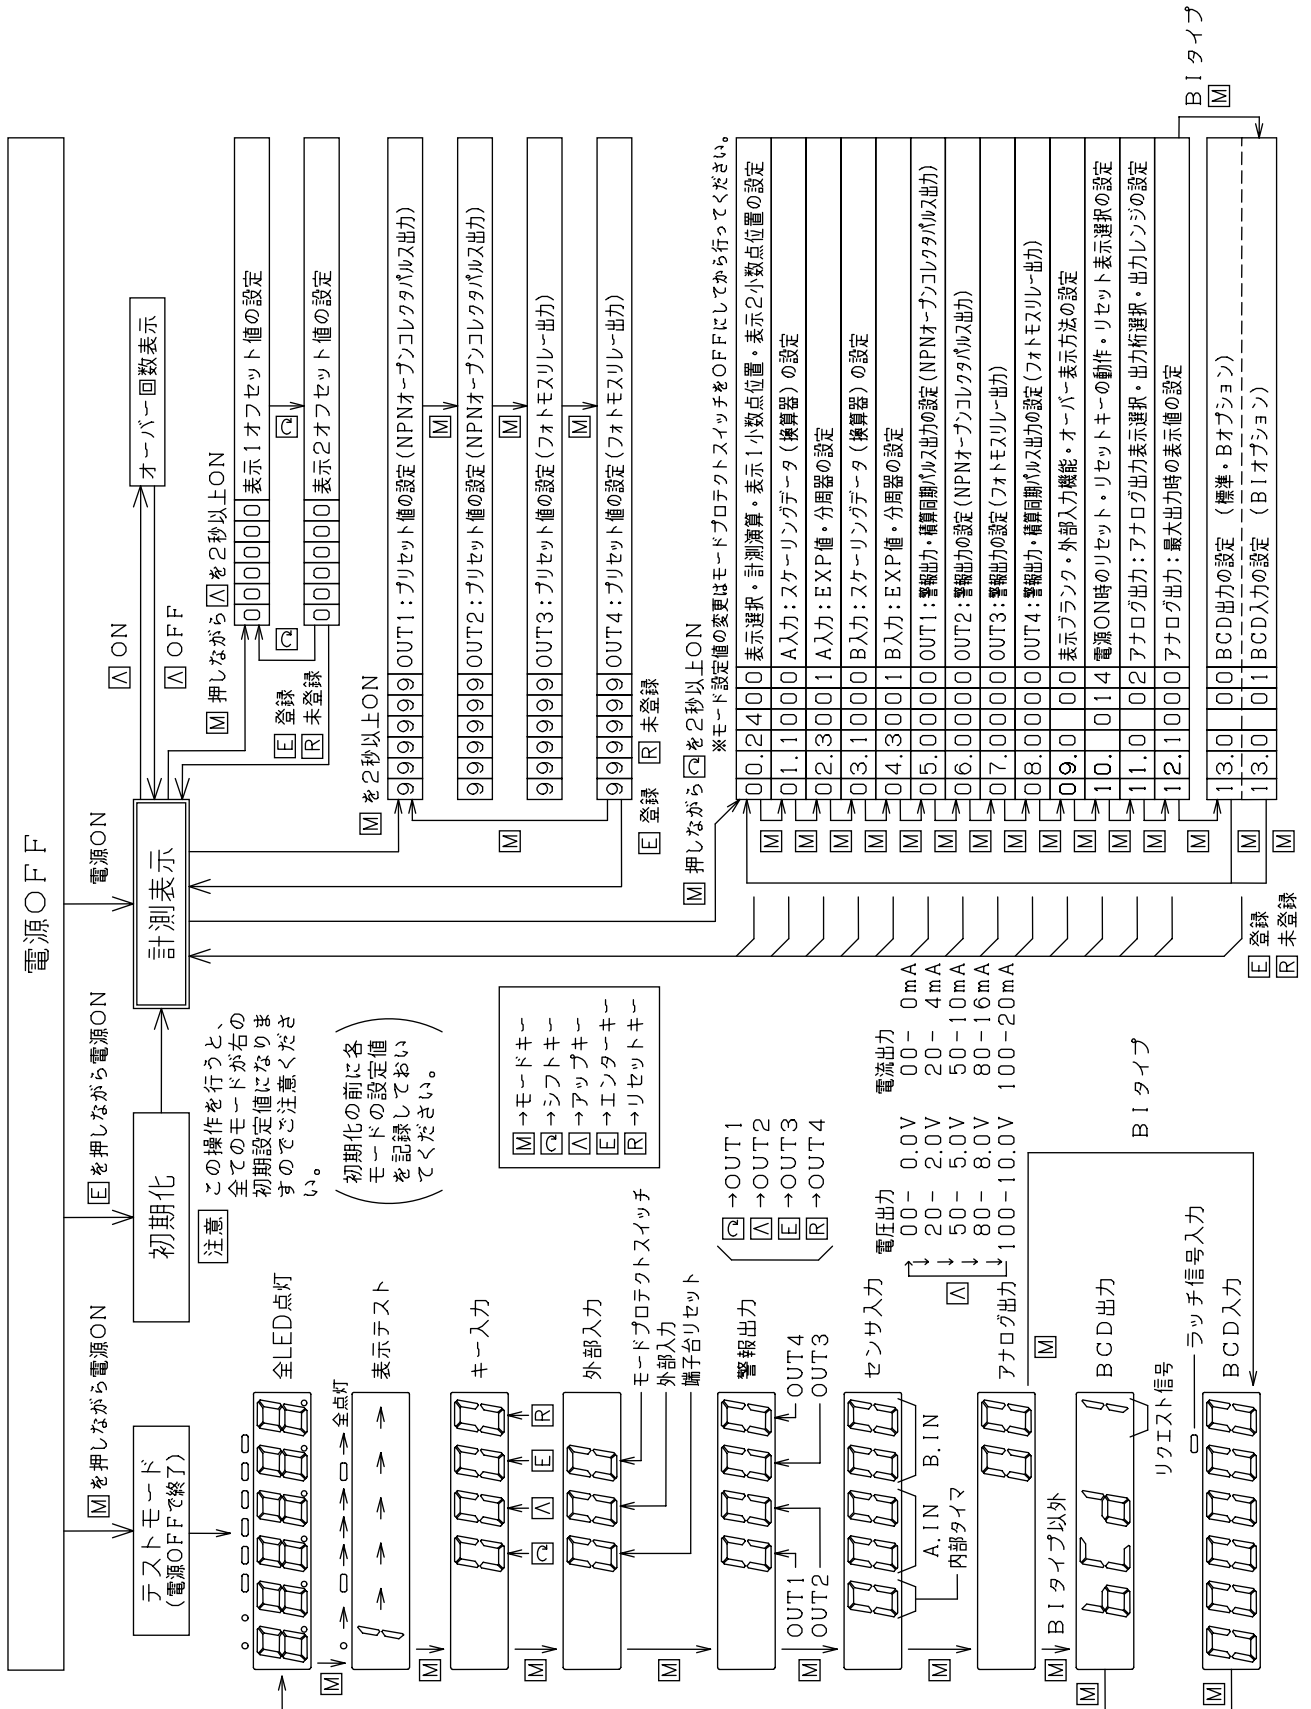 電源OFF
Mを押しながら電源ON
Eを押しながら電源ON
電源ON
テストモード
(電源OFFで終了)
初期化
計測表示
オーバー回数表示
∧ ON
∧ OFF
注意
この操作を行うと、
全てのモードが右の
初期設定値になりま
すのでご注意くださ
い。
初期化の前に各
モードの設定値
を記録しておい
てください。
M→モードキー
→シフトキー
∧→アップキー
E→エンターキー
R→リセットキー
M押しながら∧を2秒以上ON
000000 表示1オフセット値の設定
000000 表示2オフセット値の設定
E 登録
R 未登録
Mを2秒以上ON
999999 OUT1:プリセット値の設定(NPNオープンコレクタパルス出力)
M
999999 OUT2:プリセット値の設定(NPNオープンコレクタパルス出力)
M
999999 OUT3:プリセット値の設定(フォトモスリレー出力)
M
999999 OUT4:プリセット値の設定(フォトモスリレー出力)
M
E 登録 R 未登録
M押しながら を2秒以上ON
※モード設定値の変更はモードプロテクトスイッチをOFFにしてから行ってください。
00.2400 表示選択・計測演算・表示1小数点位置・表示2小数点位置の設定
M
01.1000 A入力:スケーリングデータ(換算器)の設定
M
02.3001 A入力:EXP値・分周器の設定
M
03.1000 B入力:スケーリングデータ(換算器)の設定
M
04.3001 B入力:EXP値・分周器の設定
M
05.0000 OUT1:警報出力・積算同期パルス出力の設定(NPNオープンコレクタパルス出力)
M
06.0000 OUT2:警報出力の設定(NPNオープンコレクタパルス出力)
M
07.0000 OUT3:警報出力の設定(フォトモスリレー出力)
M
08.0000 OUT4:警報出力・積算同期パルス出力の設定(フォトモスリレー出力)
M
09.0 00 表示ブランク・外部入力機能・オーバー表示方法の設定
M
10. 014 電源ON時のリセット・リセットキーの動作・リセット表示選択の設定
M
11.0 02 アナログ出力:アナログ出力表示選択・出力桁選択・出力レンジの設定
M
12.1000 アナログ出力:最大出力時の表示値の設定
M
BIタイプ
M
13.0 00 BCD出力の設定 (標準・Bオプション)
M
13.0 01 BCD入力の設定 (BIオプション)
M
E 登録
R 未登録
全LED点灯
→全点灯
M
表示テスト
M
キー入力
∧ E R
M
外部入力
モードプロテクトスイッチ
外部入力
端子台リセット
M
警報出力
OUT1
OUT2
OUT4
OUT3
→OUT1
∧→OUT2
E→OUT3
R→OUT4
M
センサ入力
A.IN
B.IN
内部タイマ
M
アナログ出力
∧
電圧出力
00- 0.0V
20- 2.0V
50- 5.0V
80- 8.0V
100-10.0V
電流出力
00- 0mA
20- 4mA
50-10mA
80-16mA
100-20mA
M
BIタイプ
M BIタイプ以外
bCd
BCD出力
リクエスト信号
M
ラッチ信号入力
000000
BCD入力
M